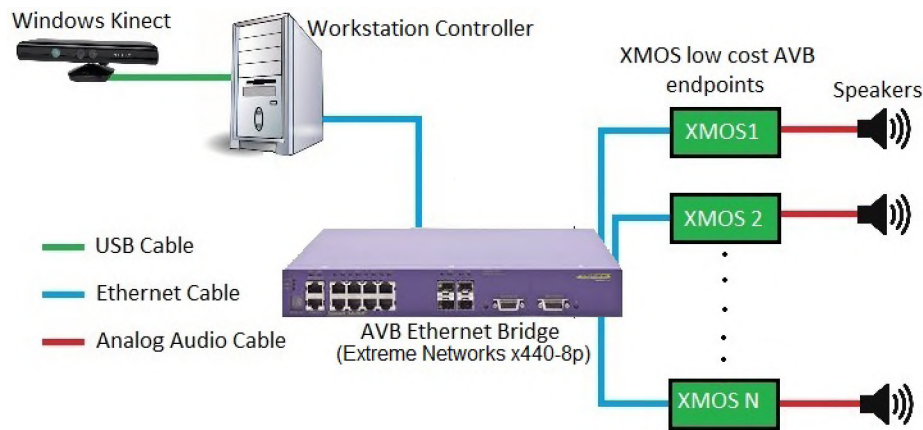 Windows Kinect
Workstation Controller
XMOS low cost AVB
endpoints
Speakers
XMOS1
XMOS 2
XMOS N
USB Cable
Ethernet Cable
Analog Audio Cable
AVB Ethernet Bridge
(Extreme Networks x440-8p)